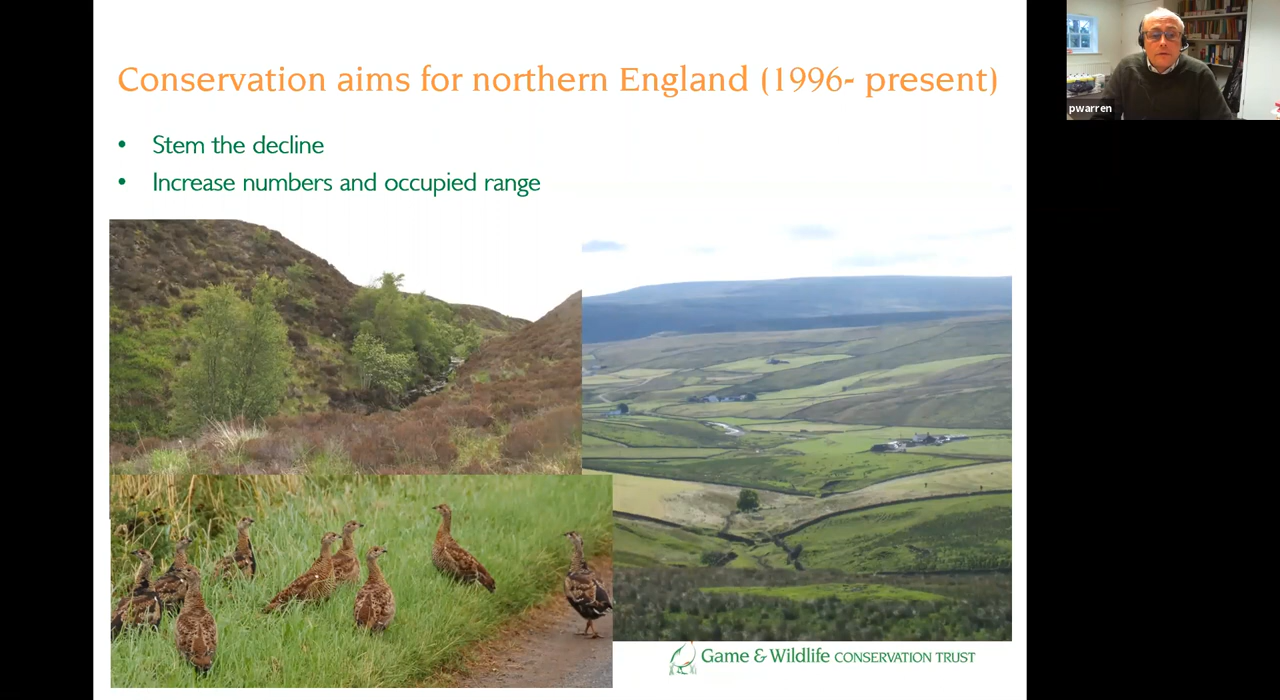 Conservation aims for northern England (1996- present)
• Stem the decline
• Increase numbers and occupied range
Game & Wildlife CONSERVATION TRUST
pwarren